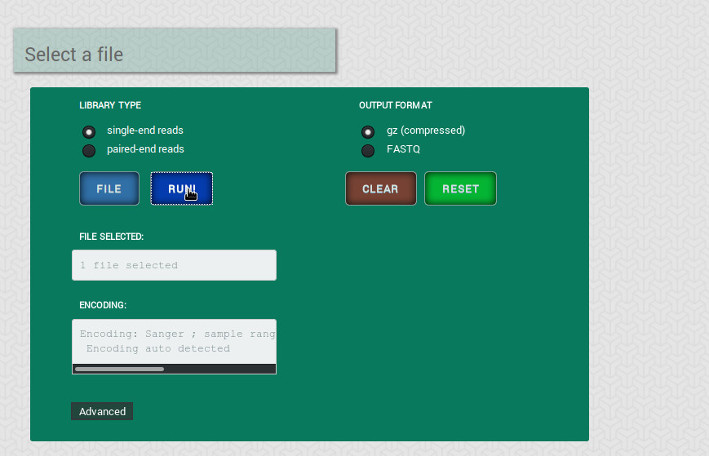 Select a file
LIBRARY TYPE
OUTPUT FORMAT
single-end reads
gz (compressed)
paired-end reads
FASTQ
FILE
RUN!
CLEAR
RESET
FILE SELECTED:
1 file selected
ENCODING:
Encoding: Sanger ; sample rang
Encoding auto detected
Advanced